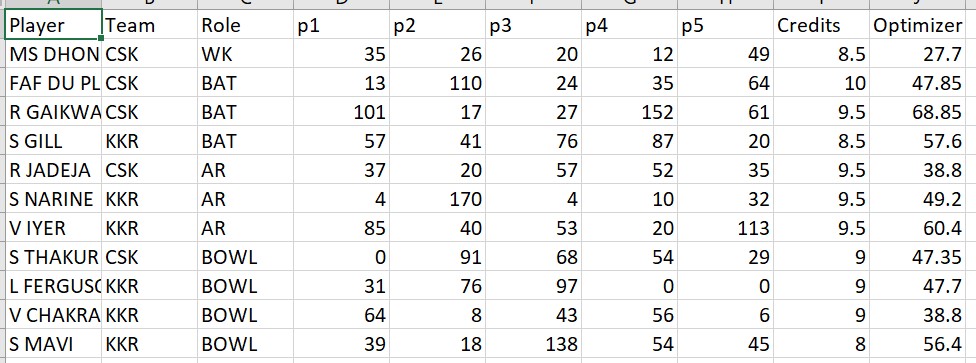 Player Team Role p1 p2 p3 p4 p5 Credits Optimizer
MS DHON CSK WK 35 26 20 12 49 8.5 27.7
FAF DU PL CSK BAT 13 110 24 35 64 10 47.85
R GAIKWA CSK BAT 101 17 27 152 61 9.5 68.85
S GILL KKR BAT 57 41 76 87 20 8.5 57.6
R JADEJA CSK AR 37 20 57 52 35 9.5 38.8
S NARINE KKR AR 4 170 4 10 32 9.5 49.2
V IYER KKR AR 85 40 53 20 113 9.5 60.4
S THAKUR CSK BOWL 0 91 68 54 29 9 47.35
L FERGUS KKR BOWL 31 76 97 0 0 9 47.7
V CHAKRA KKR BOWL 64 8 43 56 6 9 38.8
S MAVI KKR BOWL 39 18 138 54 45 8 56.4